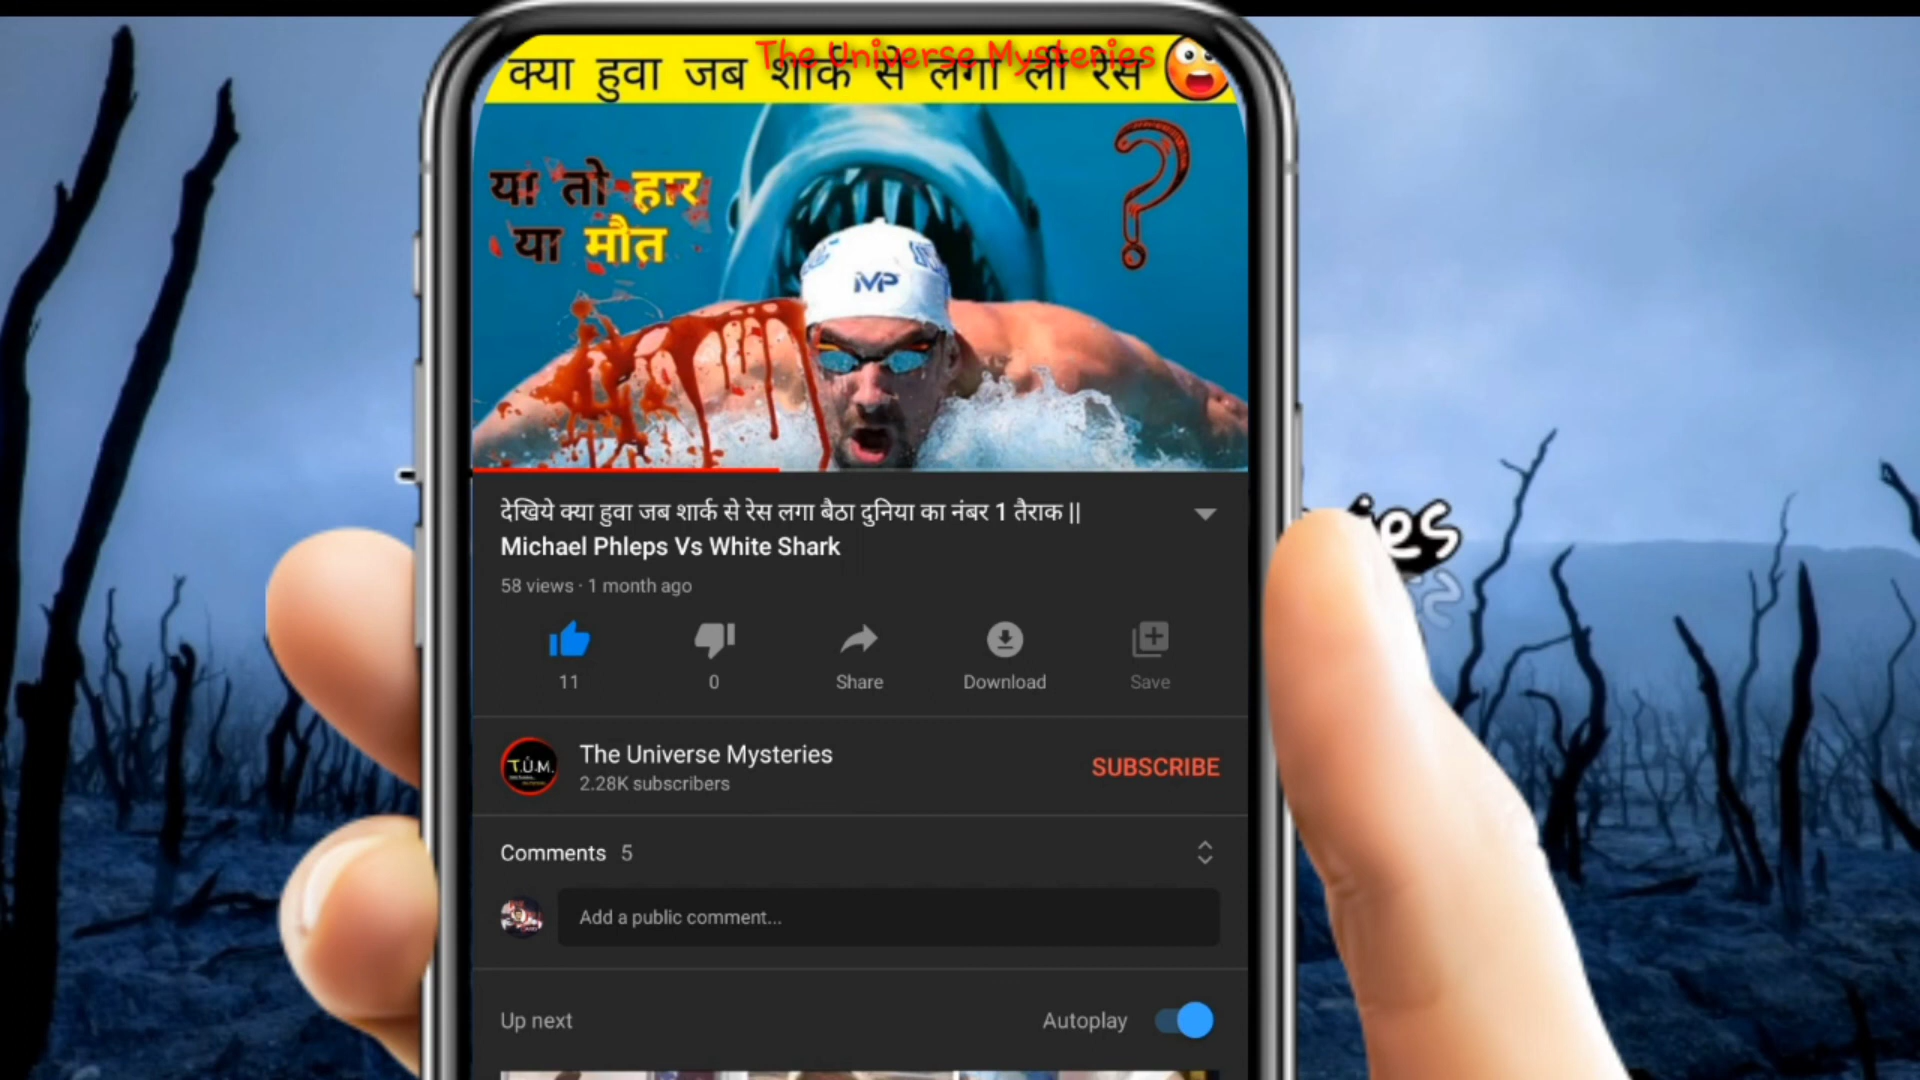 The Universe Mysteries
क्या हुवा जब शार्क से लगा ली रेस
या तो हार
या मौत
?
MP
देखिये क्या हुवा जब शार्क से रेस लगा बैठा दुनिया का नंबर 1 तैराक ||
Michael Phleps Vs White Shark
58 views · 1 month ago
11
0
Share
Download
Save
T.U.M.
The Universe Mysteries
2.28K subscribers
SUBSCRIBE
Comments 5
Add a public comment...
Up next
Autoplay
ies